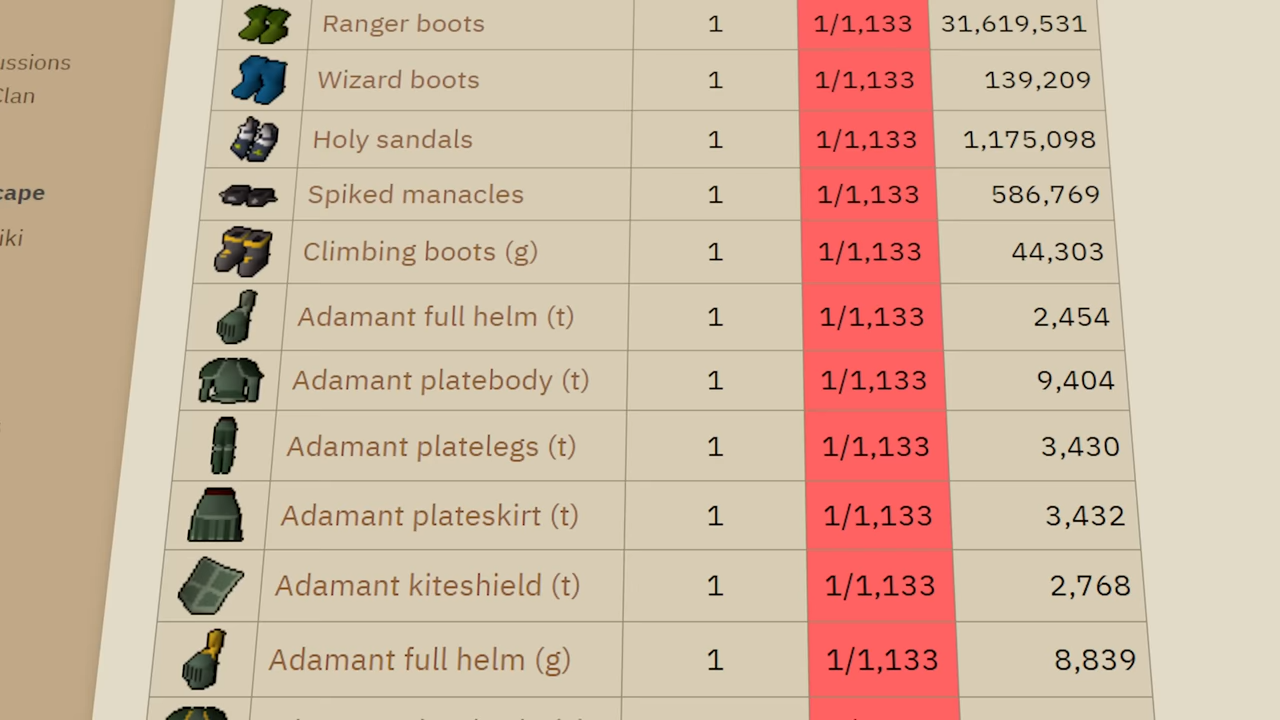 Ranger boots 1 1/1,133 31,619,531
ussions
Wizard boots 1 1/1,133 139,209
Clan
Holy sandals 1 1/1,133 1,175,098
cape
Spiked manacles 1 1/1,133 586,769
iki
Climbing boots (g) 1 1/1,133 44,303
Adamant full helm (t) 1 1/1,133 2,454
Adamant platebody (t) 1 1/1,133 9,404
Adamant platelegs (t) 1 1/1,133 3,430
Adamant plateskirt (t) 1 1/1,133 3,432
Adamant kiteshield (t) 1 1/1,133 2,768
Adamant full helm (g) 1 1/1,133 8,839